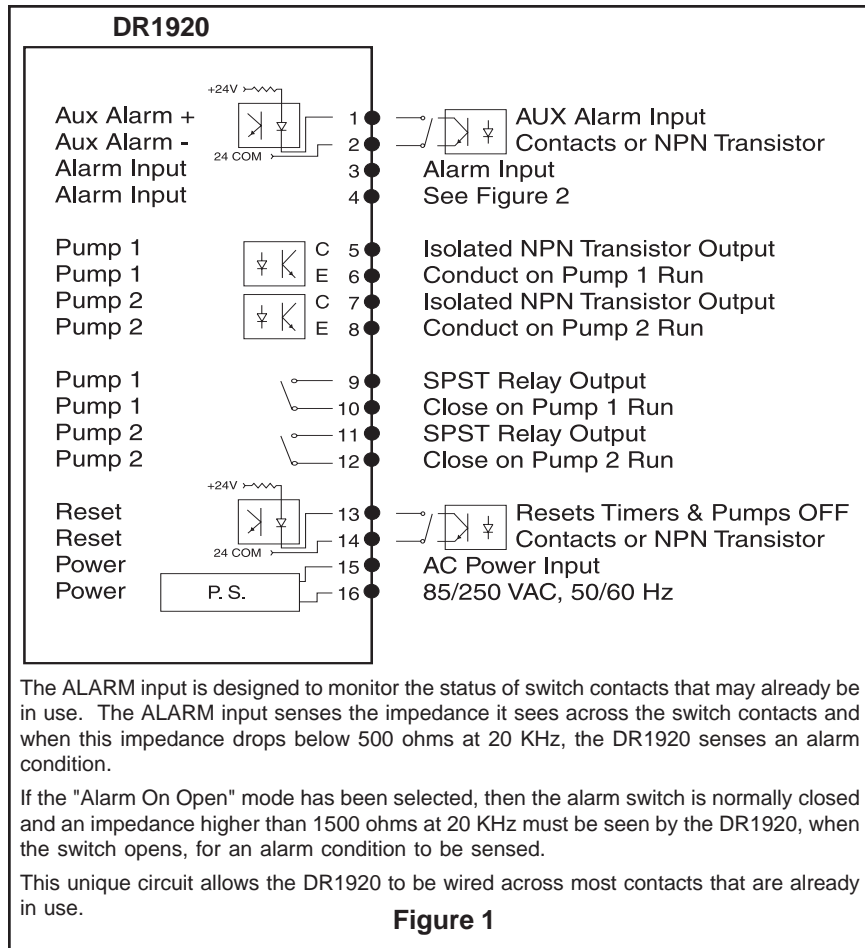 DR1920
+24V
Aux Alarm + 1 AUX Alarm Input
Aux Alarm - 2 Contacts or NPN Transistor
24 COM
Alarm Input 3 Alarm Input
Alarm Input 4 See Figure 2
Pump 1 C 5 Isolated NPN Transistor Output
Pump 1 E 6 Conduct on Pump 1 Run
Pump 2 C 7 Isolated NPN Transistor Output
Pump 2 E 8 Conduct on Pump 2 Run
Pump 1 9 SPST Relay Output
Pump 1 10 Close on Pump 1 Run
Pump 2 11 SPST Relay Output
Pump 2 12 Close on Pump 2 Run
+24V
Reset 13 Resets Timers & Pumps OFF
Reset 14 Contacts or NPN Transistor
24 COM
Power 15 AC Power Input
Power P. S. 16 85/250 VAC, 50/60 Hz
The ALARM input is designed to monitor the status of switch contacts that may already be
in use. The ALARM input senses the impedance it sees across the switch contacts and
when this impedance drops below 500 ohms at 20 KHz, the DR1920 senses an alarm
condition.
If the "Alarm On Open" mode has been selected, then the alarm switch is normally closed
and an impedance higher than 1500 ohms at 20 KHz must be seen by the DR1920, when
the switch opens, for an alarm condition to be sensed.
This unique circuit allows the DR1920 to be wired across most contacts that are already
in use.
Figure 1